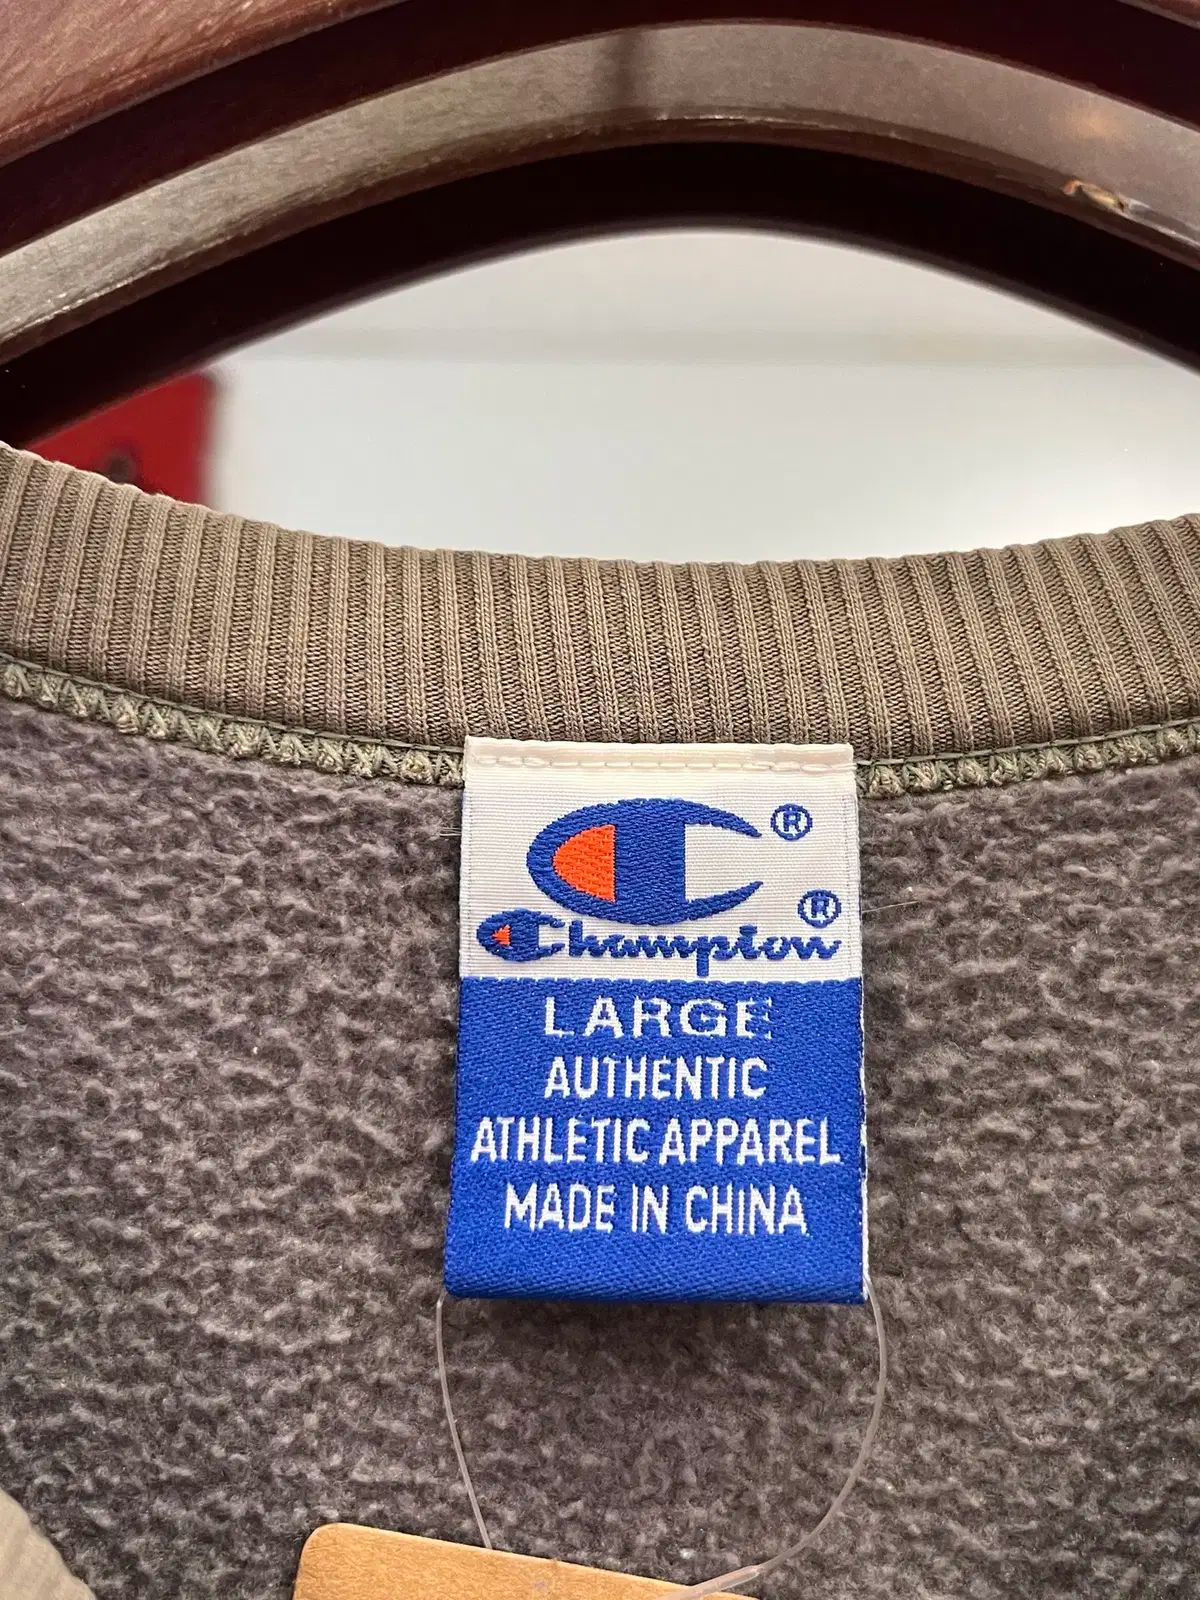 ®
Champion ®
LARGE
AUTHENTIC
ATHLETIC APPAREL
MADE IN CHINA